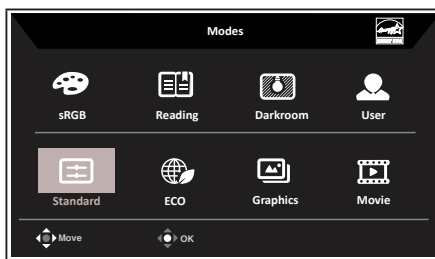 Modes
sRGB Reading Darkroom User
Standard ECO Graphics Movie
Move OK